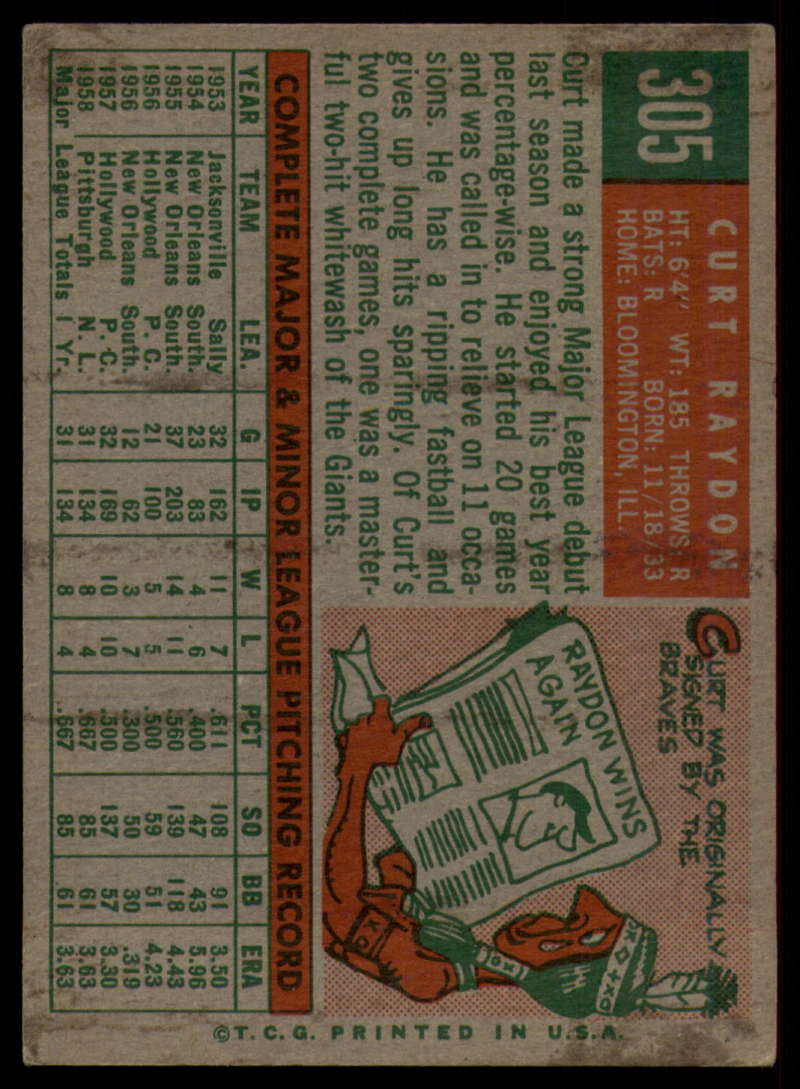 305
CURT RAYDON
HT: 6'4" WT: 185 THROWS: R
BATS: R BORN: 11/18/33
HOME: BLOOMINGTON, ILL.
Curt made a strong Major League debut
last season and enjoyed his best year
percentage-wise. He started 20 games
and was called in to relieve on 11 occa-
sions. He has a ripping fastball and
gives up long hits sparingly. Of Curt's
two complete games, one was a master-
ful two-hit whitewash of the Giants.
CURT WAS ORIGINALLY
SIGNED BY THE
BRAVES
RAYDON WINS
AGAIN
COMPLETE MAJOR & MINOR LEAGUE PITCHING RECORD
YEAR TEAM LEA. G IP W L PCT SO BB ERA
1953 Jacksonville Sally 32 162 11 7 .611 108 91 3.50
1954 New Orleans South. 23 83 4 6 .400 47 43 5.96
1955 New Orleans South. 37 203 14 11 .560 139 118 4.43
1956 Hollywood P.C. 21 100 5 5 .500 59 51 4.23
1956 New Orleans South. 12 62 3 7 .300 50 30 .319
1957 Hollywood P.C. 32 169 10 10 .500 137 57 3.30
1958 Pittsburgh N.L. 31 134 8 4 .667 85 61 3.63
Major League Totals 1 Yr. 31 134 8 4 .667 85 61 3.63
©T.C.G. PRINTED IN U.S.A.